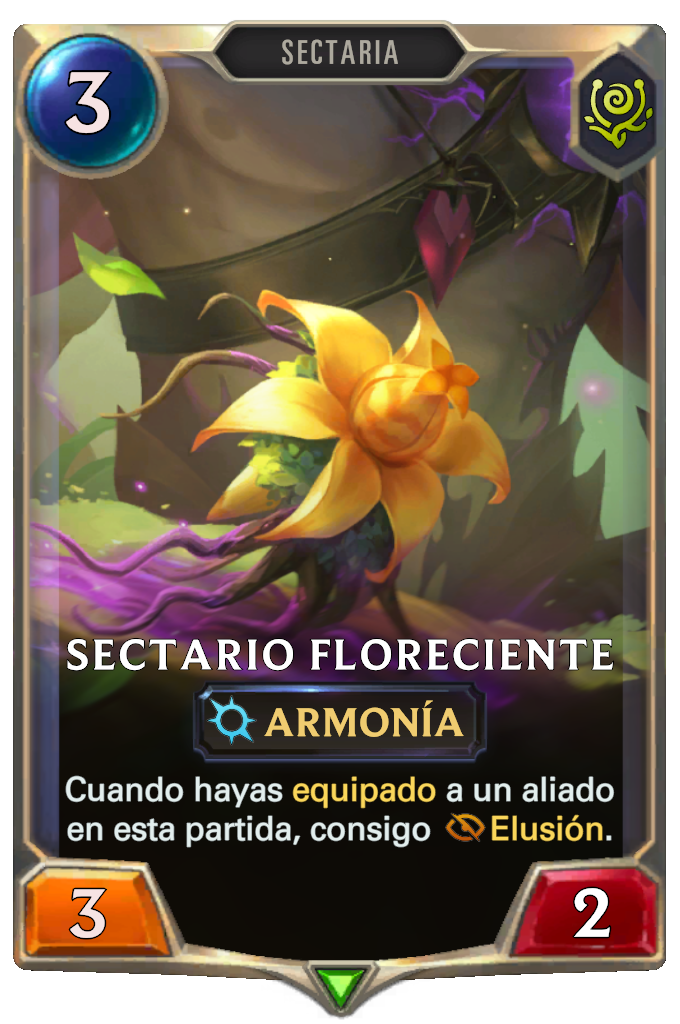 SECTARIA
3
SECTARIO FLORECIENTE
ARMONÍA
Cuando hayas equipado a un aliado
en esta partida, consigo Elusión.
3
2